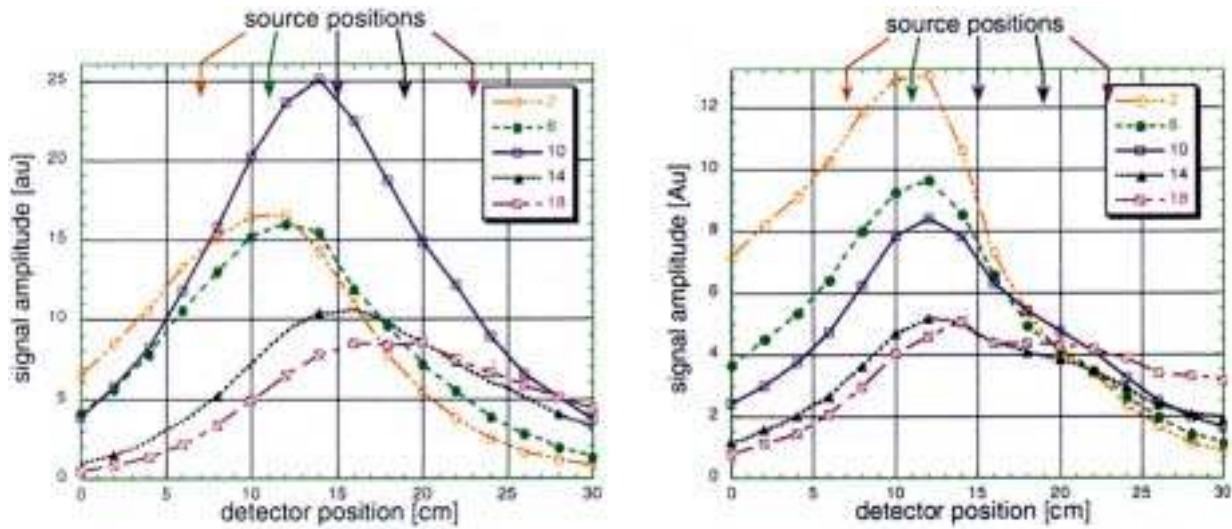 source positions
25
20
15
10
5
0
signal amplitude [au]
2
6
10
14
18
0 5 10 15 20 25 30
detector position [cm]
source positions
12
10
8
6
4
2
0
signal amplitude [Au]
2
6
10
14
18
0 5 10 15 20 25 30
detector position [cm]